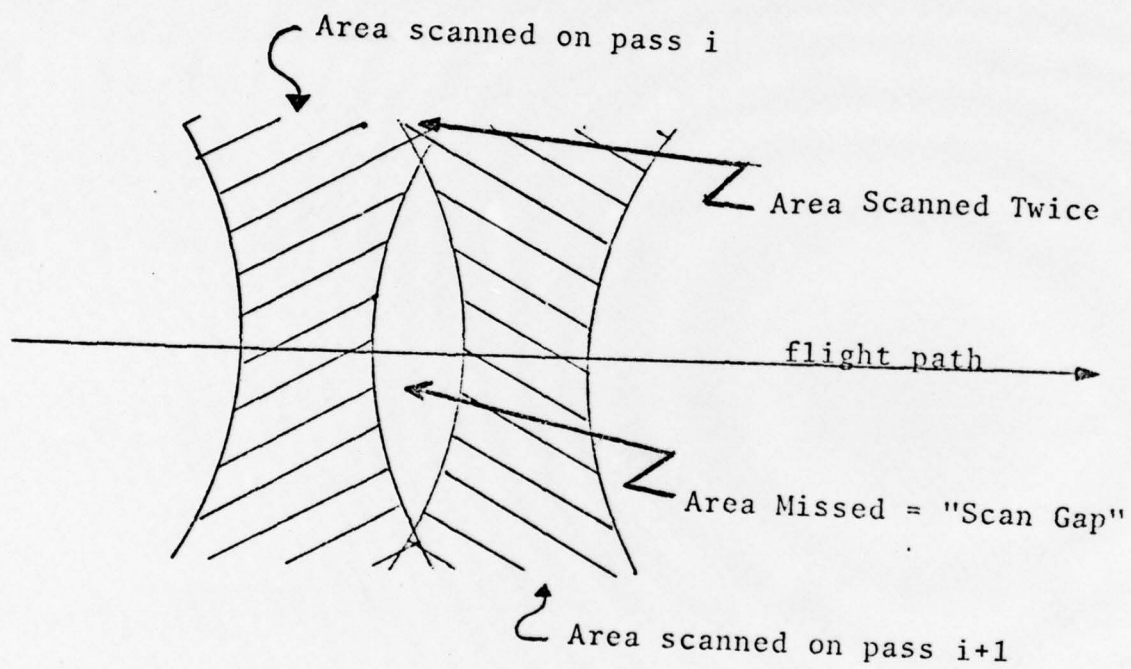 Area scanned on pass i
Area Scanned Twice
flight path
Area Missed = "Scan Gap"
Area scanned on pass i+1